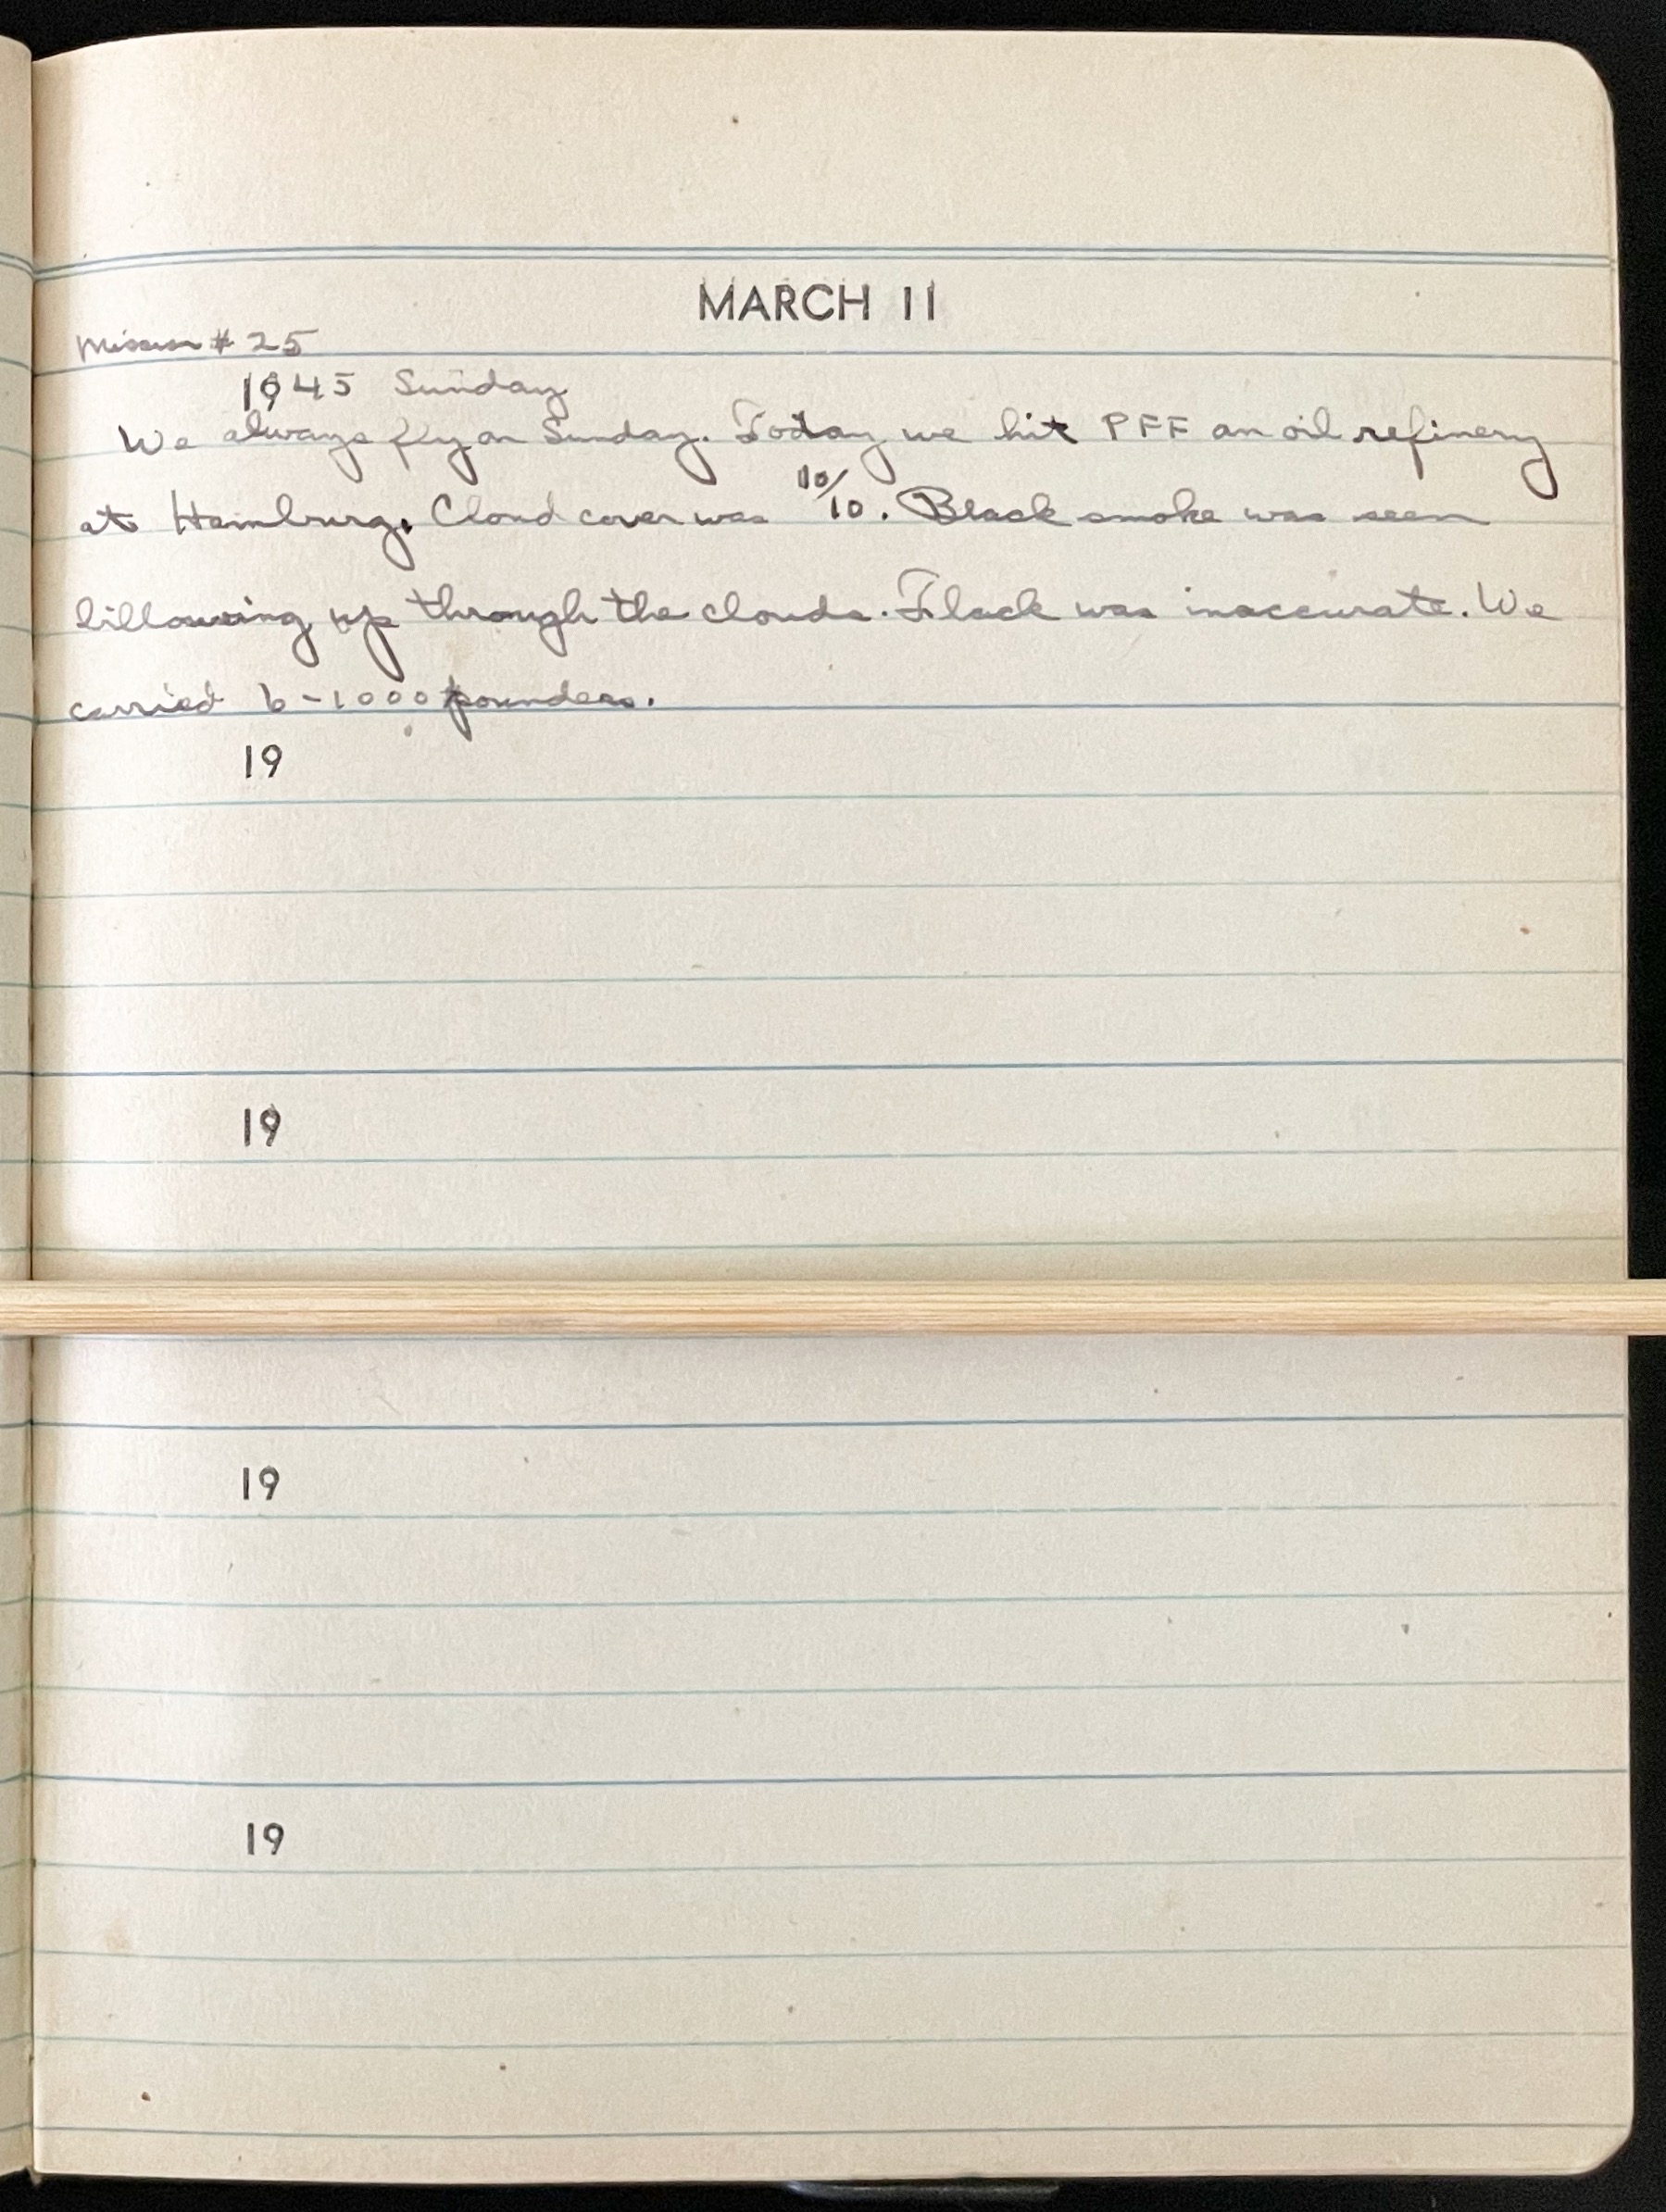 MARCH 11
Mission # 25
1945 Sunday
We always fly on Sunday. Today we hit PFF an oil refinery
at Hamburg. Cloud cover was 10/10. Black smoke was seen
billowing up through the clouds. Flack was inaccurate. We
carried 6-1000 pounders.
19
19
19
19